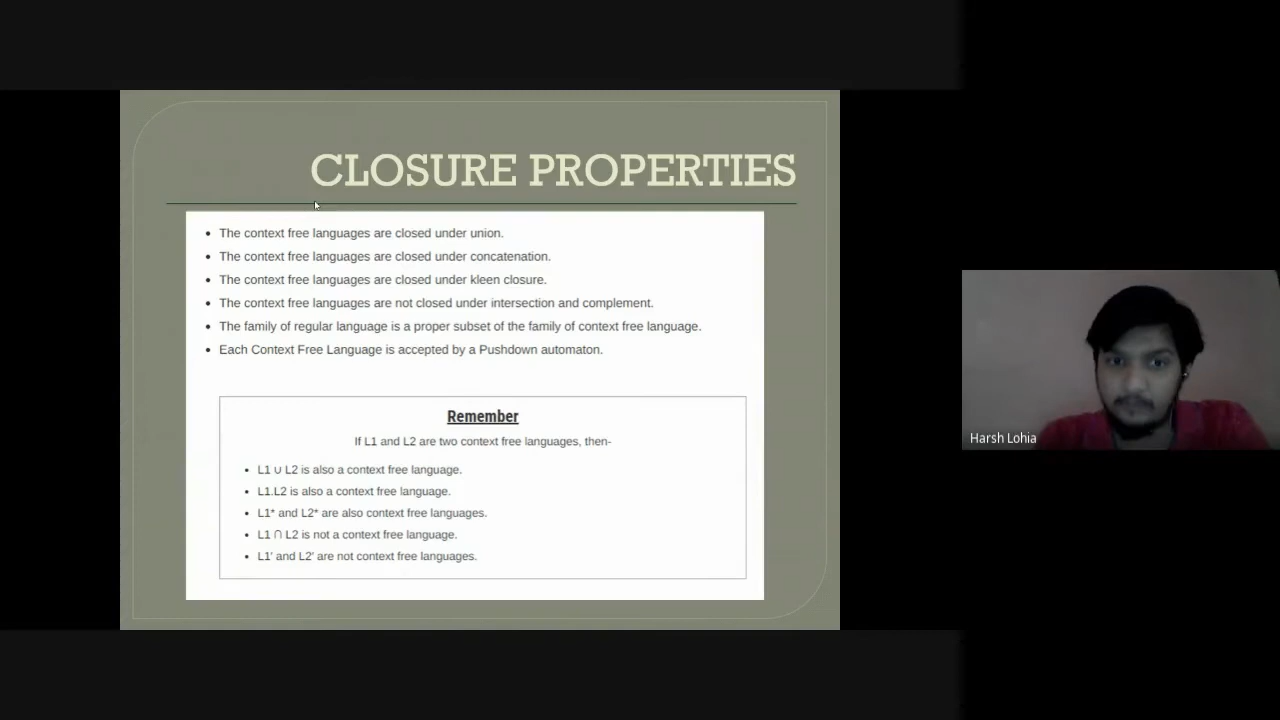 CLOSURE PROPERTIES
• The context free languages are closed under union.
• The context free languages are closed under concatenation.
• The context free languages are closed under kleen closure.
• The context free languages are not closed under intersection and complement.
• The family of regular language is a proper subset of the family of context free language.
• Each Context Free Language is accepted by a Pushdown automaton.
Remember
If L1 and L2 are two context free languages, then-
• L1 ∪ L2 is also a context free language.
• L1.L2 is also a context free language.
• L1* and L2* are also context free languages.
• L1 ∩ L2 is not a context free language.
• L1′ and L2′ are not context free languages.
Harsh Lohia